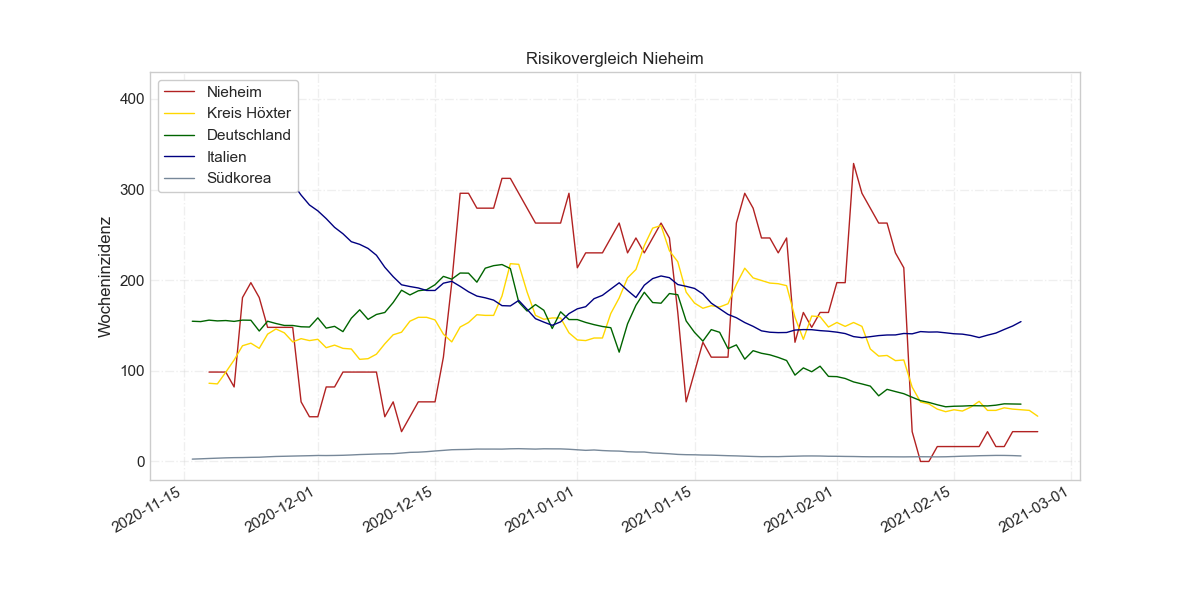 Risikovergleich Nieheim
Nieheim
Kreis Höxter
Deutschland
Italien
Südkorea
Wocheninzidenz
400
300
200
100
0
2020-11-15
2020-12-01
2020-12-15
2021-01-01
2021-01-15
2021-02-01
2021-02-15
2021-03-01